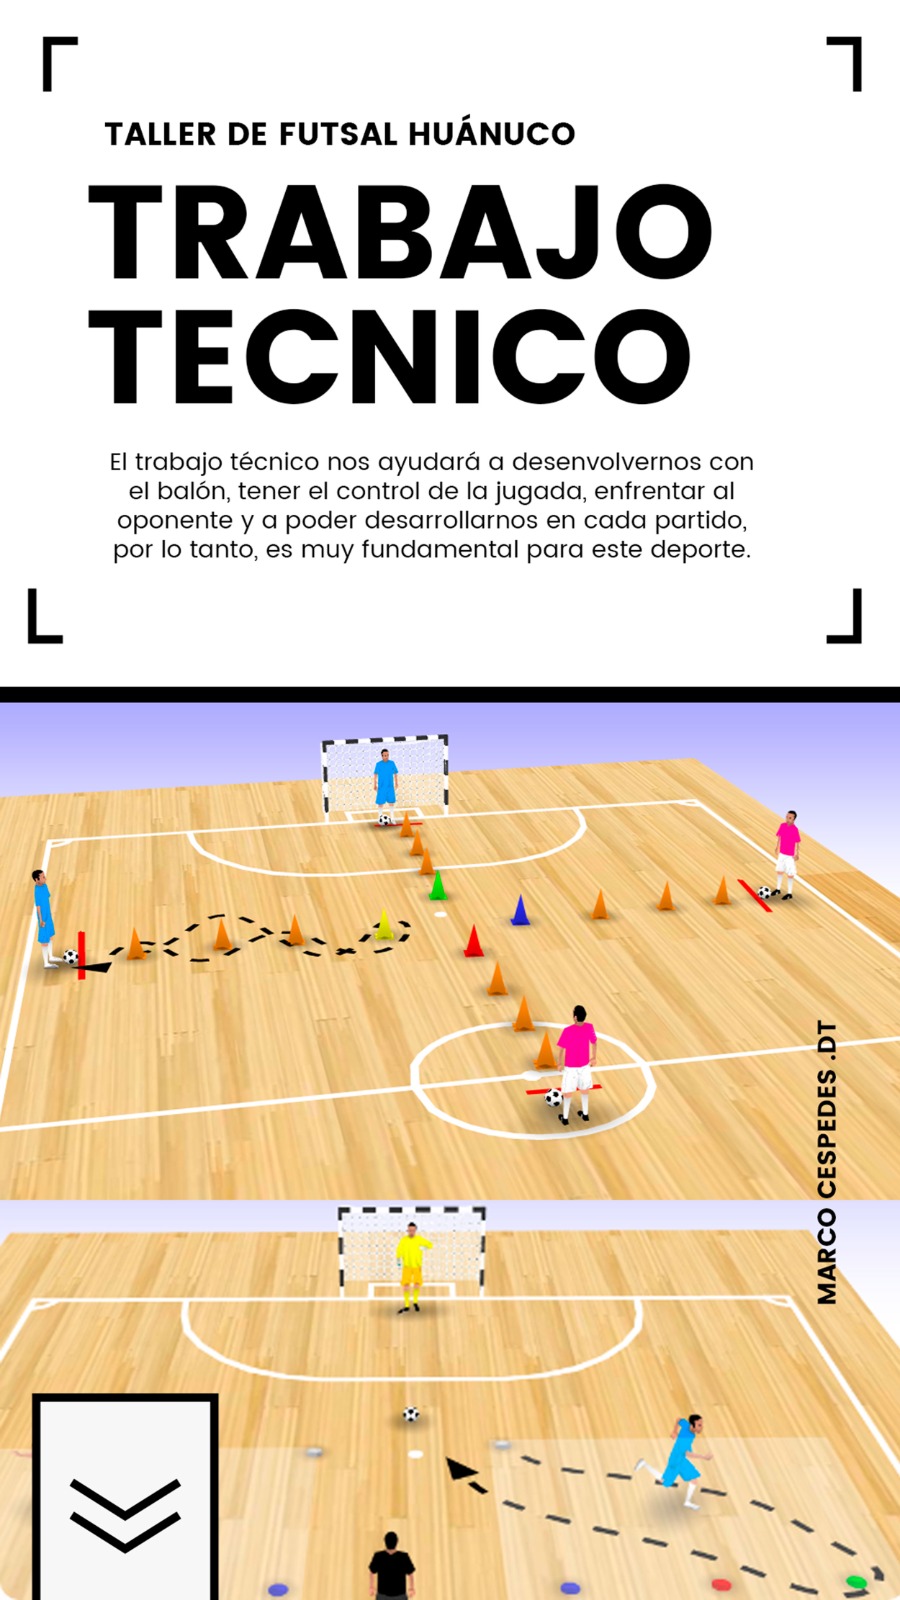 TALLER DE FUTSAL HUÁNUCO
TRABAJO
TECNICO
El trabajo técnico nos ayudará a desenvolvernos con
el balón, tener el control de la jugada, enfrentar al
oponente y a poder desarrollarnos en cada partido,
por lo tanto, es muy fundamental para este deporte.
MARCO CESPEDES .DT